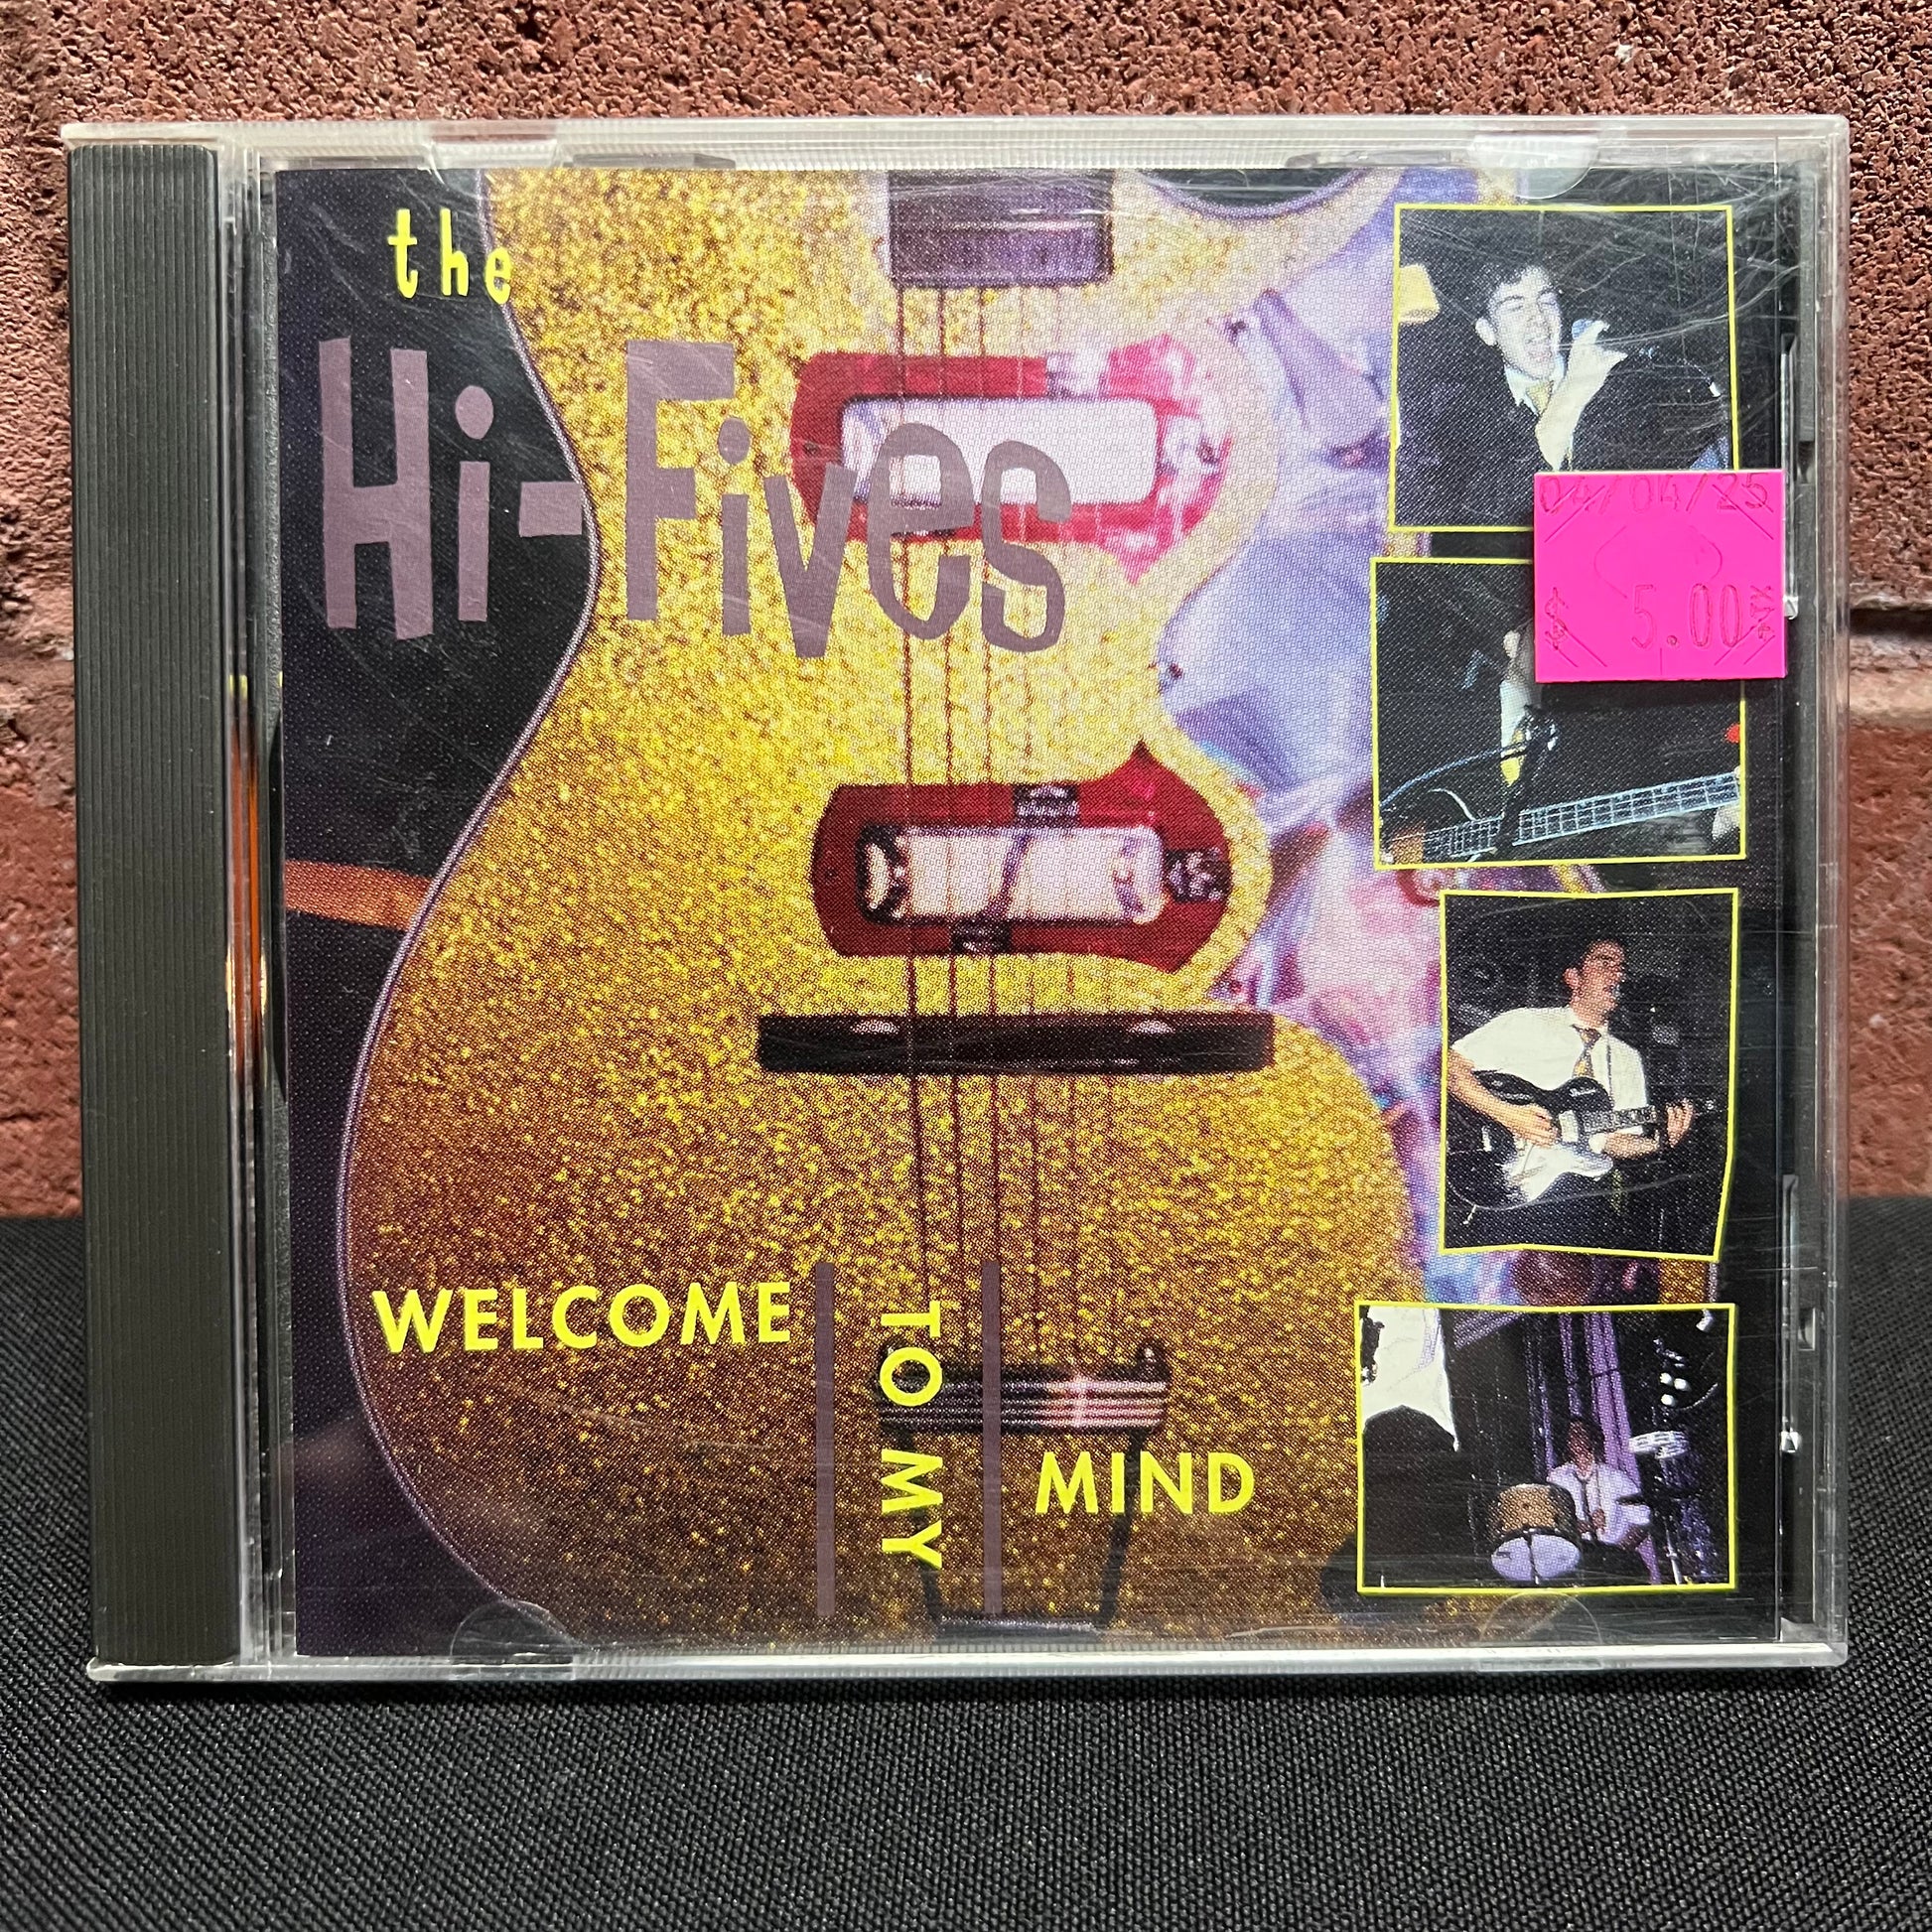 the
Hi-Fives
04/04/25
$ 5.00
WELCOME
TO MY
MIND